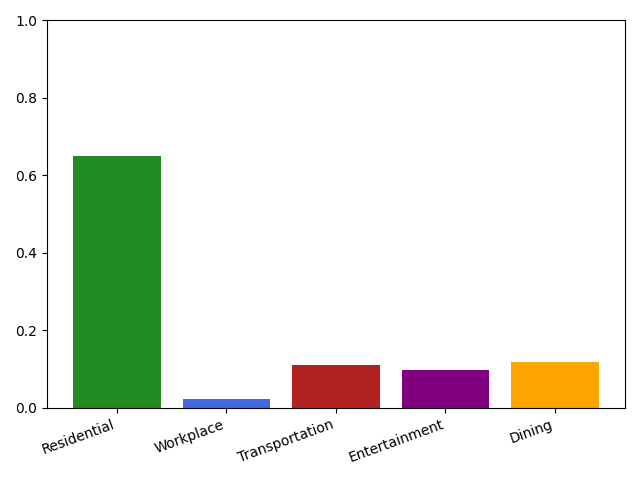 1.0
0.8
0.6
0.4
0.2
0.0
Residential
Workplace
Transportation
Entertainment
Dining